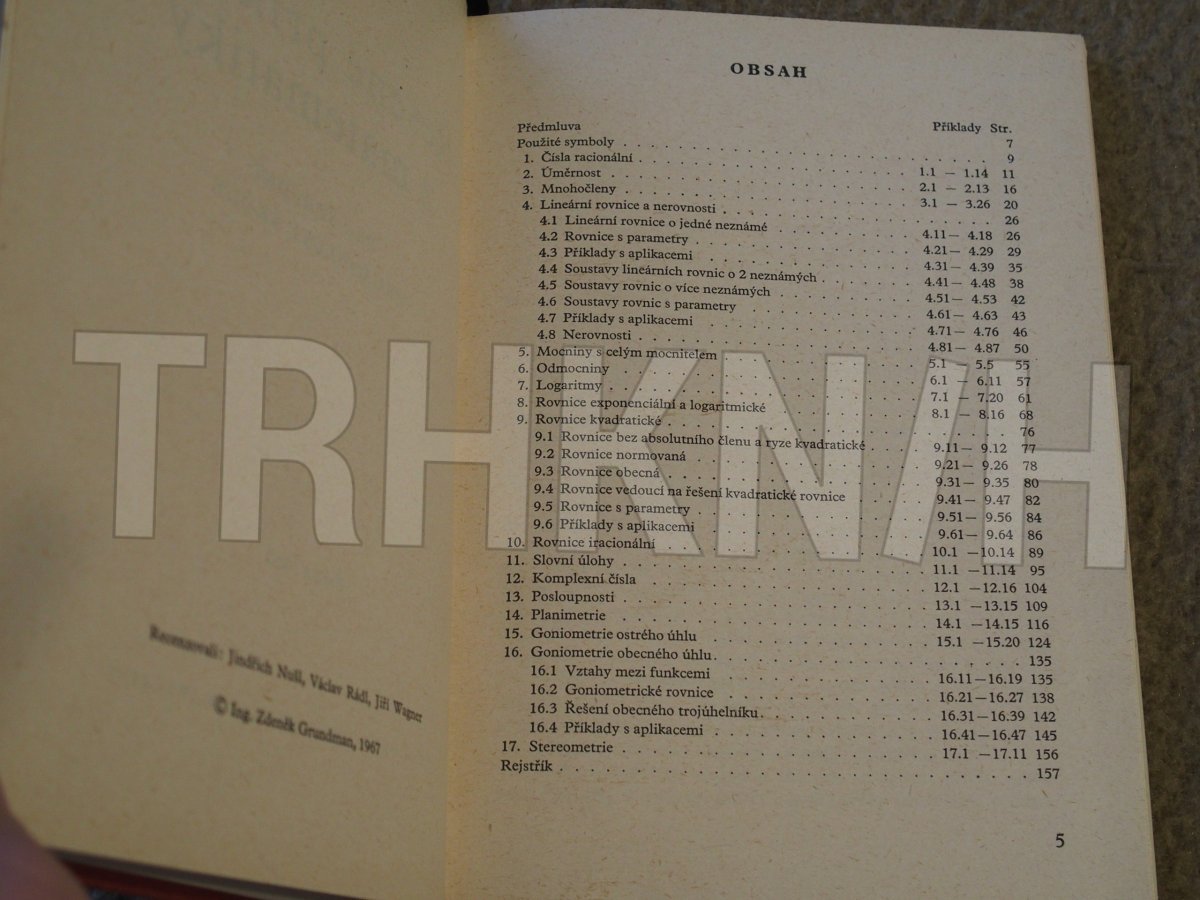 Recenzovali: Jindřich Nušl, Václav Rádl, Jiří Wagner
© Ing. Zdeněk Grundman, 1967
OBSAH
Příklady Str.
Předmluva . . . . . . . . . . 7
Použité symboly . . . . . . . . . . 9
1. Čísla racionální . . . . . . . . . . 1.1 — 1.14 11
2. Úměrnost . . . . . . . . . . 2.1 — 2.13 16
3. Mnohočleny . . . . . . . . . . 3.1 — 3.26 20
4. Lineární rovnice a nerovnosti . . . . . . . . . . 26
4.1 Lineární rovnice o jedné neznámé . . . . . . . . . . 4.11— 4.18 26
4.2 Rovnice s parametry . . . . . . . . . . 4.21— 4.29 29
4.3 Příklady s aplikacemi . . . . . . . . . . 4.31— 4.39 35
4.4 Soustavy lineárních rovnic o 2 neznámých . . . . . . 4.41— 4.48 38
4.5 Soustavy rovnic o více neznámých . . . . . . . . 4.51— 4.53 42
4.6 Soustavy rovnic s parametry . . . . . . . . . . 4.61— 4.63 43
4.7 Příklady s aplikacemi . . . . . . . . . . 4.71— 4.76 46
4.8 Nerovnosti . . . . . . . . . . 4.81— 4.87 50
5. Mocniny s celým mocnitelem . . . . . . . . . . 5.1 — 5.5 55
6. Odmocniny . . . . . . . . . . 6.1 — 6.11 57
7. Logaritmy . . . . . . . . . . 7.1 — 7.20 61
8. Rovnice exponenciální a logaritmické . . . . . . . . 8.1 — 8.16 68
9. Rovnice kvadratické . . . . . . . . . . 76
9.1 Rovnice bez absolutního členu a ryze kvadratické . . . . 9.11— 9.12 77
9.2 Rovnice normovaná . . . . . . . . . . 9.21— 9.26 78
9.3 Rovnice obecná . . . . . . . . . . 9.31— 9.35 80
9.4 Rovnice vedoucí na řešení kvadratické rovnice . . . . . 9.41— 9.47 82
9.5 Rovnice s parametry . . . . . . . . . . 9.51— 9.56 84
9.6 Příklady s aplikacemi . . . . . . . . . . 9.61— 9.64 86
10. Rovnice iracionální . . . . . . . . . . 10.1 —10.14 89
11. Slovní úlohy . . . . . . . . . . 11.1 —11.14 95
12. Komplexní čísla . . . . . . . . . . 12.1 —12.16 104
13. Posloupnosti . . . . . . . . . . 13.1 —13.15 109
14. Planimetrie . . . . . . . . . . 14.1 —14.15 116
15. Goniometrie ostrého úhlu . . . . . . . . . . 15.1 —15.20 124
16. Goniometrie obecného úhlu . . . . . . . . . . 135
16.1 Vztahy mezi funkcemi . . . . . . . . . . 16.11—16.19 135
16.2 Goniometrické rovnice . . . . . . . . . . 16.21—16.27 138
16.3 Řešení obecného trojúhelníku . . . . . . . . . . 16.31—16.39 142
16.4 Příklady s aplikacemi . . . . . . . . . . 16.41—16.47 145
17. Stereometrie . . . . . . . . . . 17.1 —17.11 156
Rejstřík . . . . . . . . . . 157
5
TRHKNIH